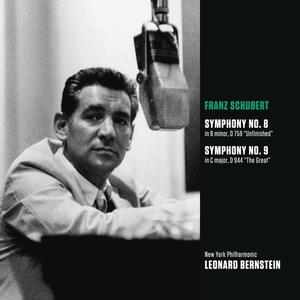 FRANZ SCHUBERT
SYMPHONY NO. 8
in B minor, D 759 "Unfinished"
SYMPHONY NO. 9
in C major, D 944 "The Great"
New York Philharmonic
LEONARD BERNSTEIN